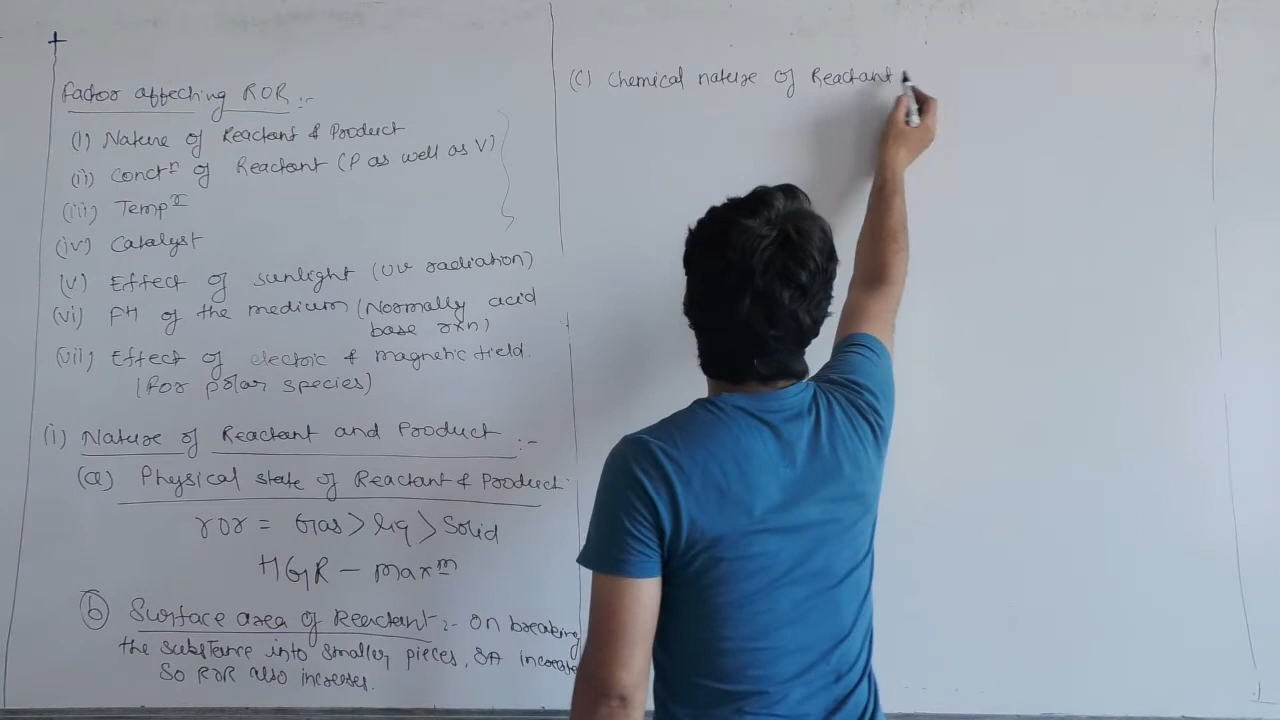 Factor affecting ROR :-
(i) Nature of Reactant & Product
(ii) Conctⁿ of Reactant (P as well as V)
(iii) Tempʳ
(iv) Catalyst
(v) Effect of sunlight (UV radiation)
(vi) PH of the medium (Normally acid
base rxn)
(vii) Effect of electric & magnetic field.
(For polar species)
(i) Nature of Reactant and Product :-
(a) Physical state of Reactant & Product
ror = Gas > liq > Solid
HGR - maxᵐ
(b) Surface area of Reactant :- On breaking
the substance into smaller pieces, SA increase
So ROR also increses.
(C) Chemical nature of Reactant